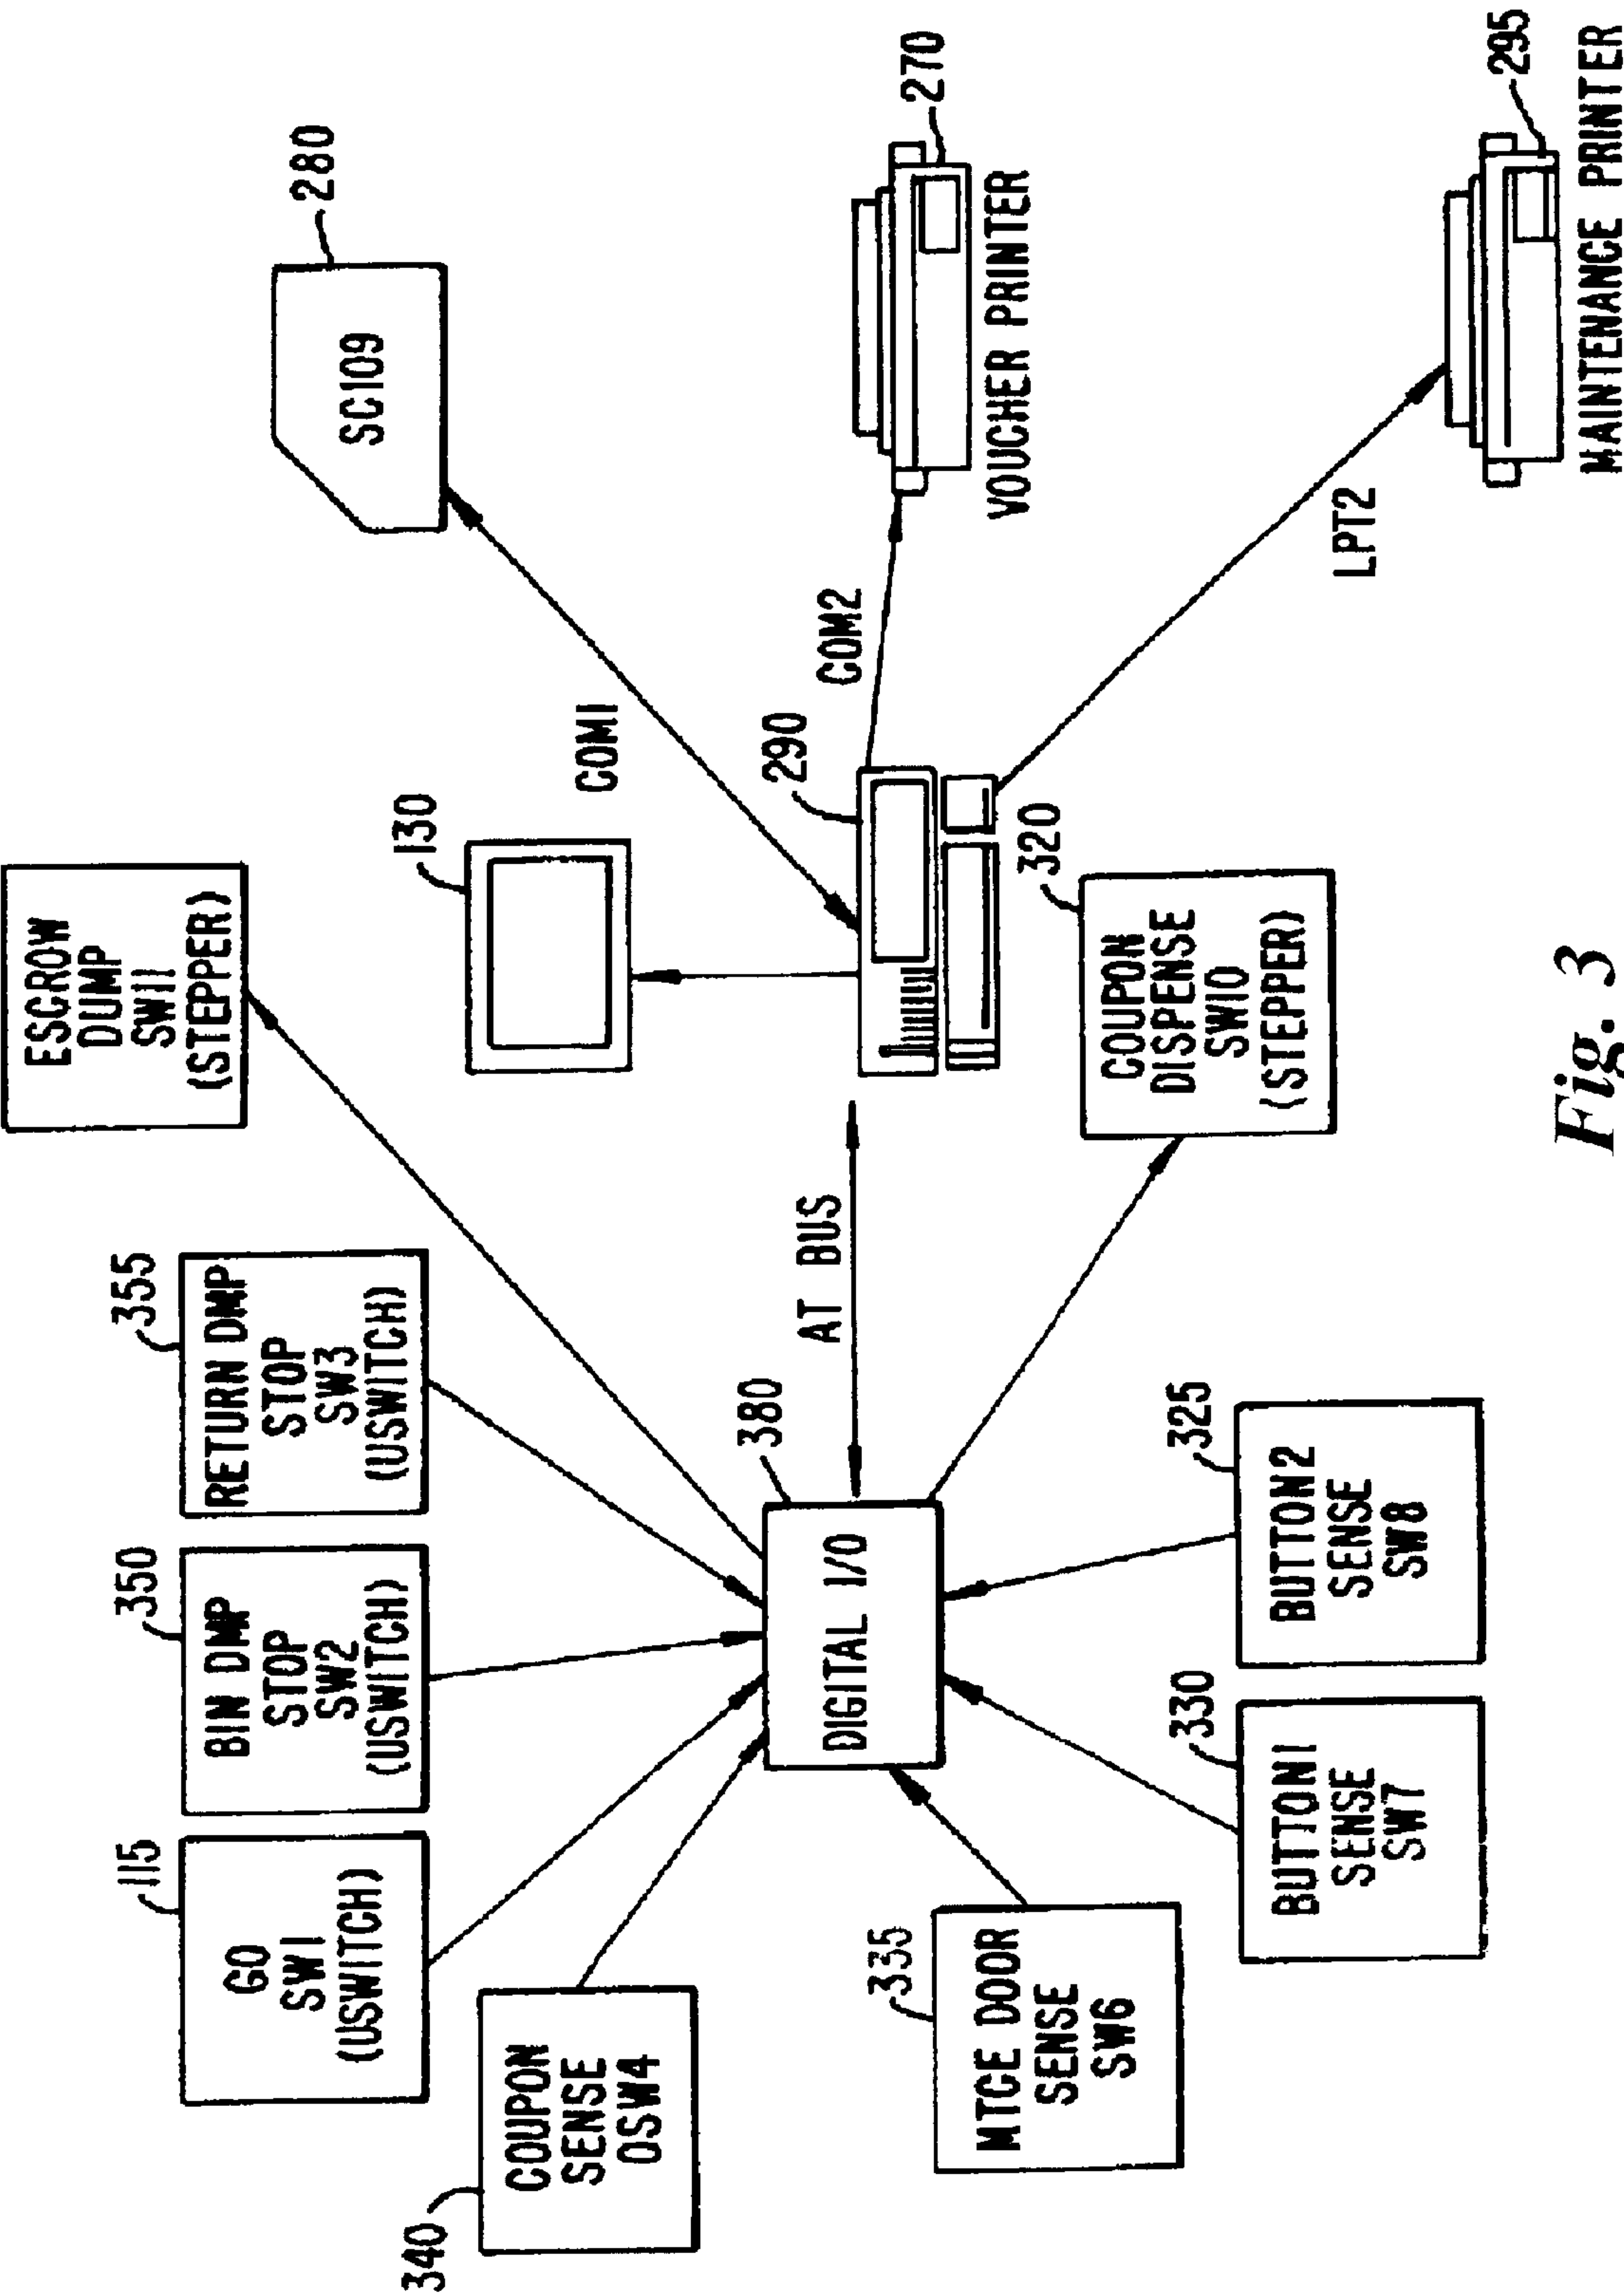 ESCROW
DUMP
SW11
(STEPPER)
355
RETURN DMP
STOP
SW3
(USWITCH)
350
BIN DMP
STOP
SW2
(USWITCH)
115
GO
SW1
(USWITCH)
340
COUPON
SENSE
OSW4
335
MTCE DOOR
SENSE
SW6
330
BUTTON1
SENSE
SW7
325
BUTTON2
SENSE
SW8
380
DIGITAL I/O
AT BUS
320
COUPON
DISPENSE
SW10
(STEPPER)
130
290
COM1
280
SC109
COM2
270
VOUCHER PRINTER
LPT2
295
MAINTENANCE PRINTER
Fig. 3